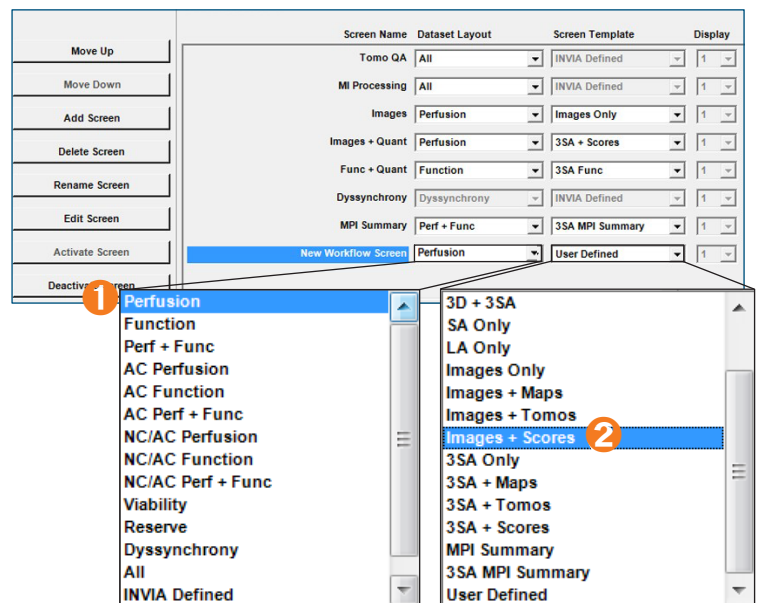 Screen Name Dataset Layout Screen Template Display
Move Up
Tomo QA All INVIA Defined 1
Move Down
MI Processing All INVIA Defined 1
Add Screen
Images Perfusion Images Only 1
Delete Screen
Images + Quant Perfusion 3SA + Scores 1
Rename Screen
Func + Quant Function 3SA Func 1
Edit Screen
Dyssynchrony Dyssynchrony INVIA Defined 1
MPI Summary Perf + Func 3SA MPI Summary 1
Activate Screen
New Workflow Screen Perfusion User Defined 1
1
Perfusion
Function
Perf + Func
AC Perfusion
AC Function
AC Perf + Func
NC/AC Perfusion
NC/AC Function
NC/AC Perf + Func
Viability
Reserve
Dyssynchrony
All
INVIA Defined
3D + 3SA
SA Only
LA Only
Images Only
Images + Maps
Images + Tomos
Images + Scores 2
3SA Only
3SA + Maps
3SA + Tomos
3SA + Scores
MPI Summary
3SA MPI Summary
User Defined